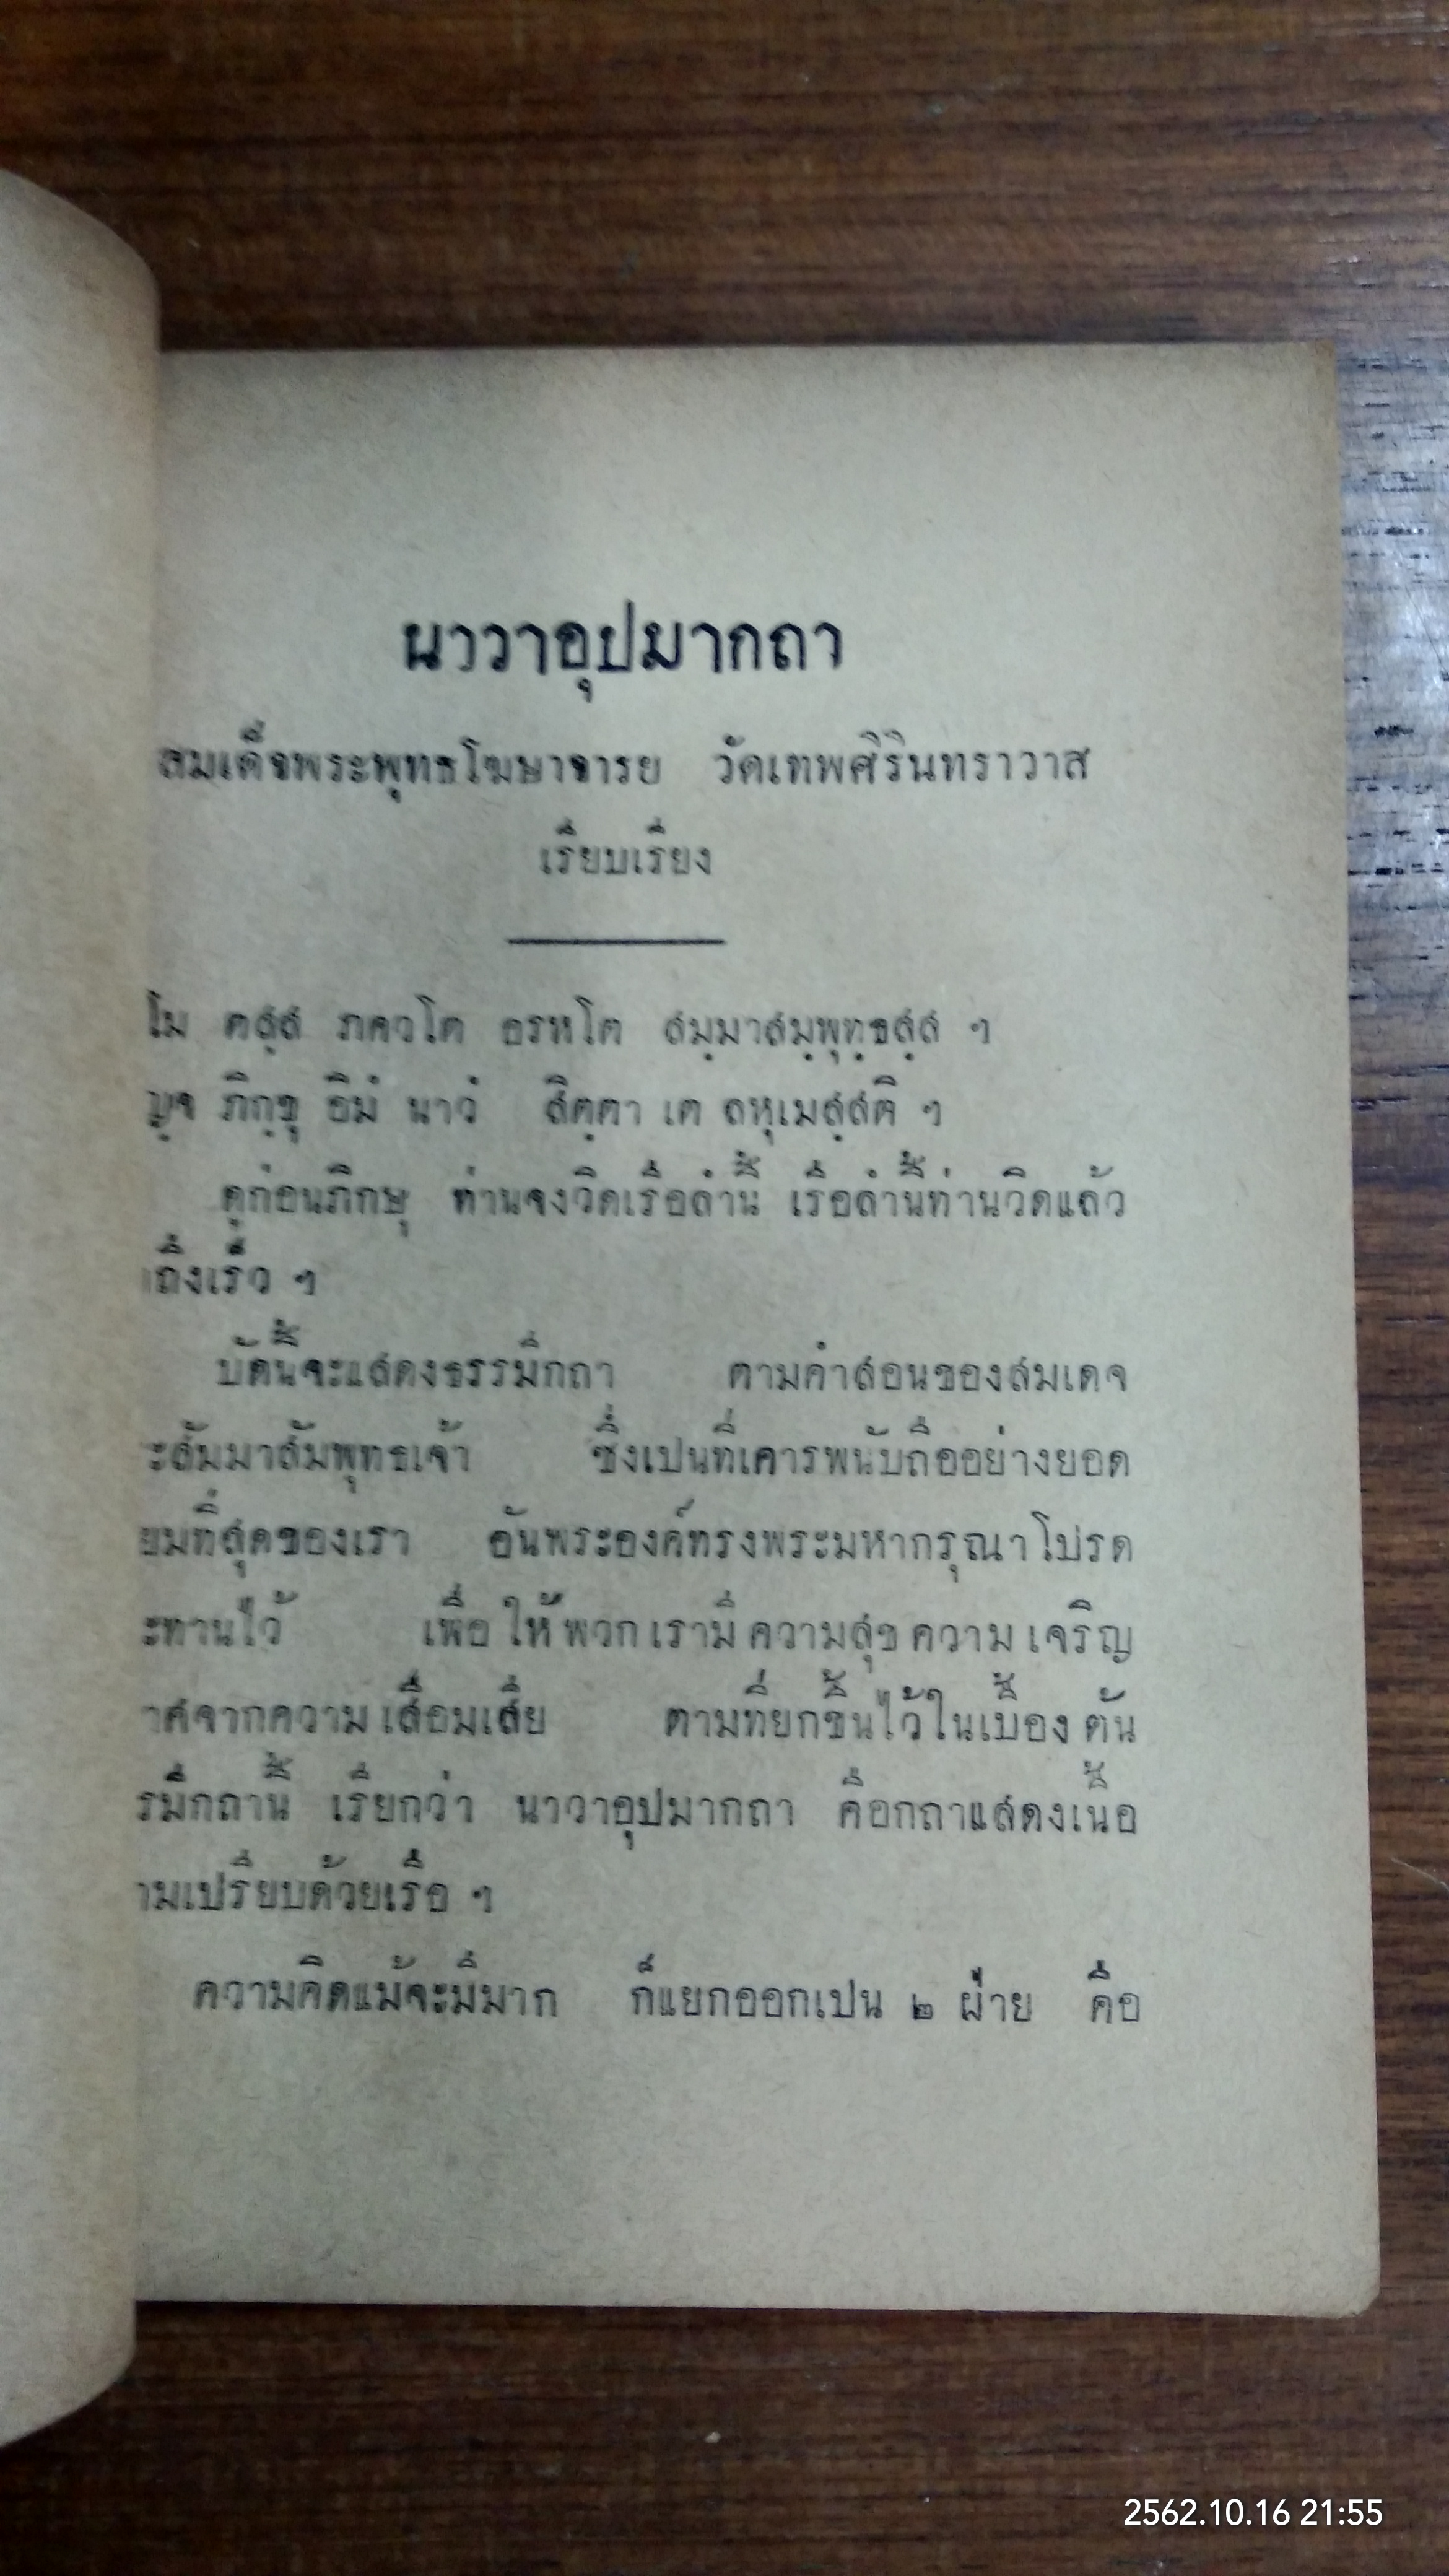 นาวาอุปมากถา
สมเด็จพระพุทธโฆษาจารย วัดเทพศิรินทราวาส
เรียบเรียง
โม ตสฺส ภควโต อรหโต สมฺมาสมฺพุทฺธสฺส ฯ
ญฺจ ภิกฺขุ อิมํ นาวํ สิตฺตา เต ลหุเมสฺสติ ฯ
ดูก่อนภิกษุ ท่านจงวิดเรือลำนี้ เรือลำนี้ท่านวิดแล้ว
ถึงเร็ว ฯ
บัดนี้จะแสดงธรรมีกถา ตามคำสอนของสมเดจ
ะสัมมาสัมพุทธเจ้า ซึ่งเปนที่เคารพนับถืออย่างยอด
ยมที่สุดของเรา อันพระองค์ทรงพระมหากรุณาโปรด
ะทานไว้ เพื่อให้พวกเรามีความสุขความเจริญ
าศจากความเสื่อมเสีย ตามที่ยกขึ้นไว้ในเบื้องต้น
รมีกถานี้ เรียกว่า นาวาอุปมากถา คือกถาแสดงเนื้อ
ามเปรียบด้วยเรือ ฯ
ความคิดแม้จะมีมาก ก็แยกออกเปน ๒ ฝ่าย คือ
2562.10.16 21:55